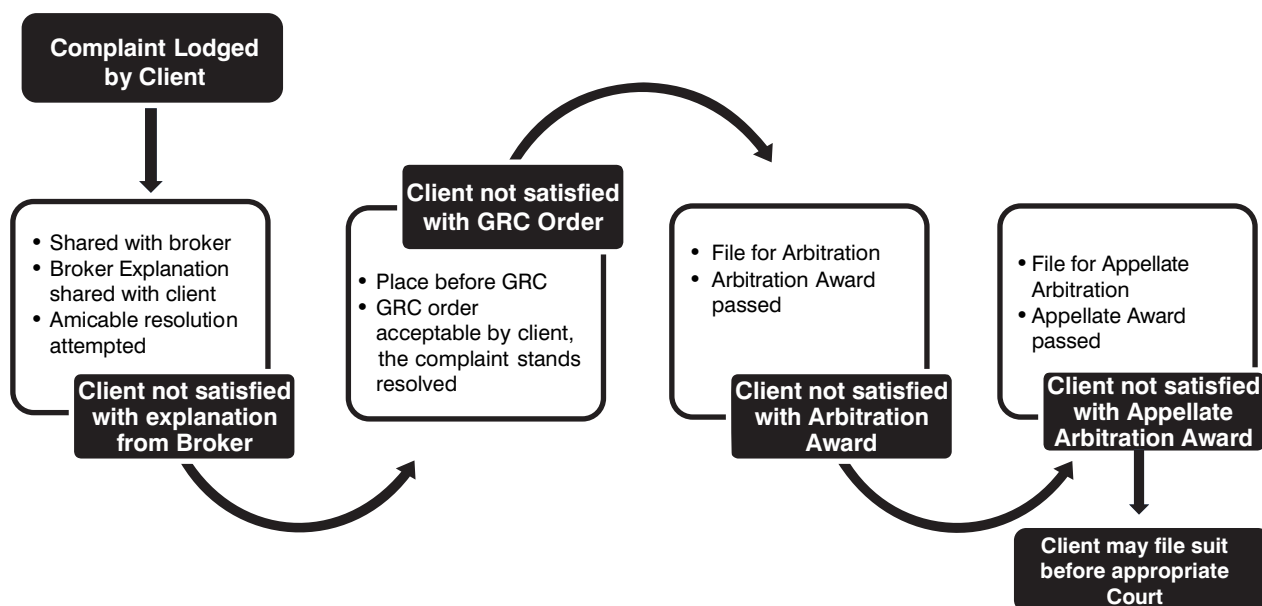 Complaint Lodged
by Client
• Shared with broker
• Broker Explanation
shared with client
• Amicable resolution
attempted
Client not satisfied
with explanation
from Broker
Client not satisfied
with GRC Order
• Place before GRC
• GRC order
acceptable by client,
the complaint stands
resolved
• File for Arbitration
• Arbitration Award
passed
Client not satisfied
with Arbitration
Award
• File for Appellate
Arbitration
• Appellate Award
passed
Client not satisfied
with Appellate
Arbitration Award
Client may file suit
before appropriate
Court